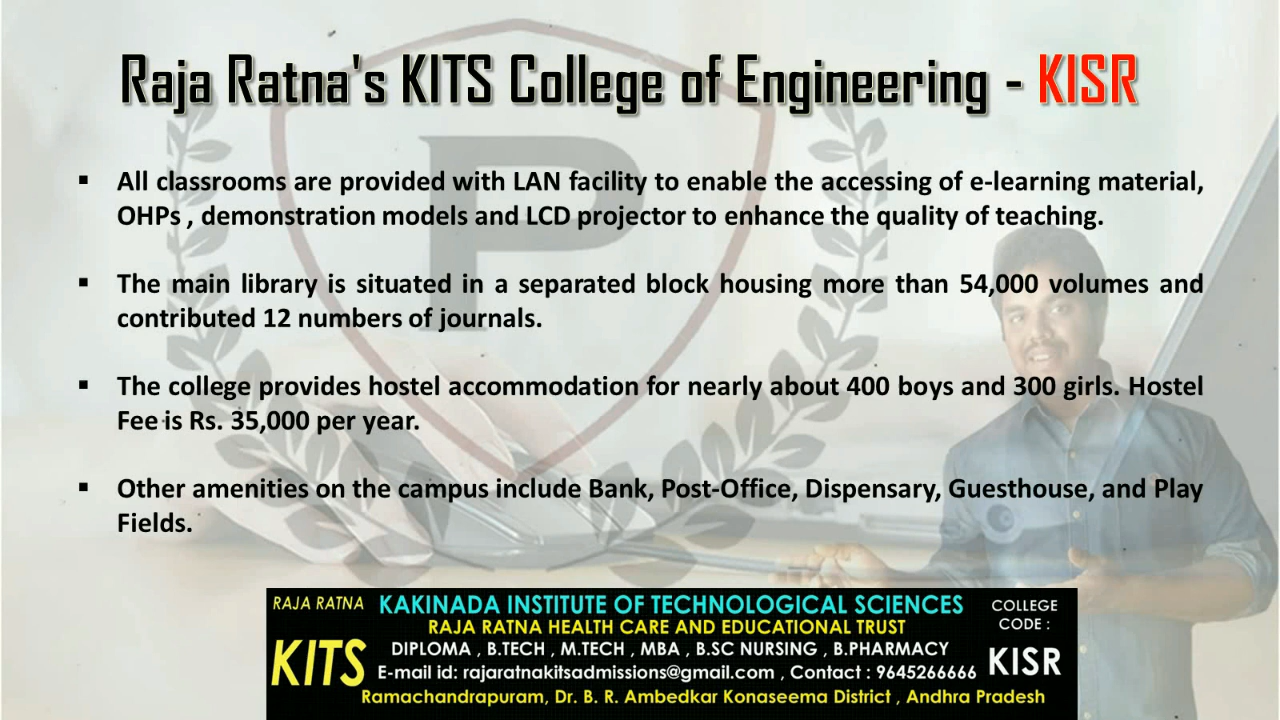 Raja Ratna's KITS College of Engineering - KISR
▪ All classrooms are provided with LAN facility to enable the accessing of e-learning material,
OHPs , demonstration models and LCD projector to enhance the quality of teaching.
▪ The main library is situated in a separated block housing more than 54,000 volumes and
contributed 12 numbers of journals.
▪ The college provides hostel accommodation for nearly about 400 boys and 300 girls. Hostel
Fee is Rs. 35,000 per year.
▪ Other amenities on the campus include Bank, Post-Office, Dispensary, Guesthouse, and Play
Fields.
P
RAJA RATNA
KITS
KAKINADA INSTITUTE OF TECHNOLOGICAL SCIENCES
RAJA RATNA HEALTH CARE AND EDUCATIONAL TRUST
DIPLOMA , B.TECH , M.TECH , MBA , B.SC NURSING , B.PHARMACY
E-mail id: rajaratnakitsadmissions@gmail.com , Contact : 9645266666
Ramachandrapuram, Dr. B. R. Ambedkar Konaseema District , Andhra Pradesh
COLLEGE
CODE :
KISR